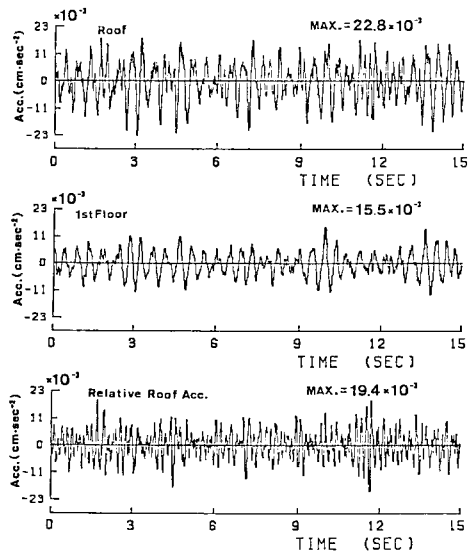 ×10⁻³
23
Roof
MAX.=22.8×10⁻³
11
0
-11
-23
Acc.(cm·sec⁻²)
0 3 6 9 12 15
TIME (SEC)
×10⁻³
23
1st Floor
MAX.=15.5×10⁻³
11
0
-11
-23
Acc.(cm·sec⁻²)
0 3 6 9 12 15
TIME (SEC)
×10⁻³
23
Relative Roof Acc.
MAX.=19.4×10⁻³
11
0
-11
-23
Acc.(cm·sec⁻²)
0 3 6 9 12 15
TIME (SEC)